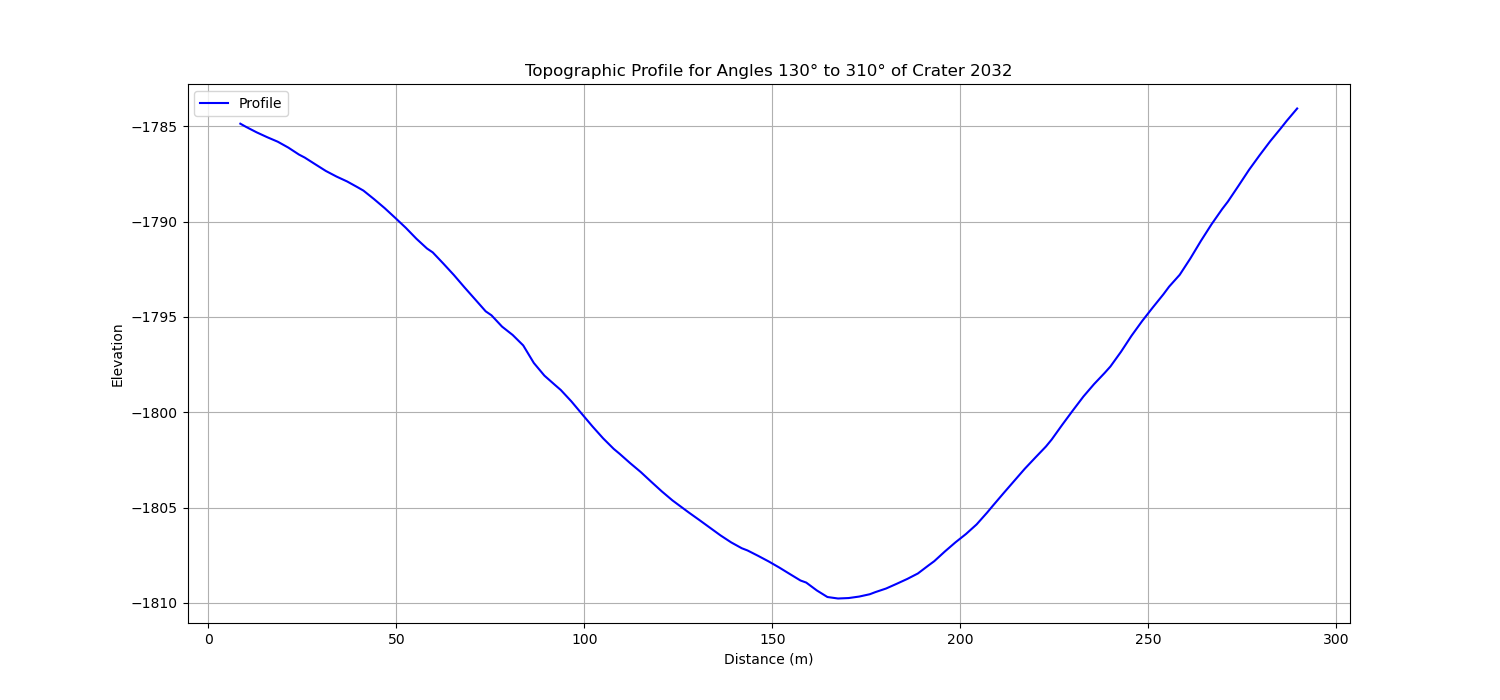 Topographic Profile for Angles 130° to 310° of Crater 2032
Profile
−1785
−1790
−1795
−1800
−1805
−1810
Elevation
0 50 100 150 200 250 300
Distance (m)